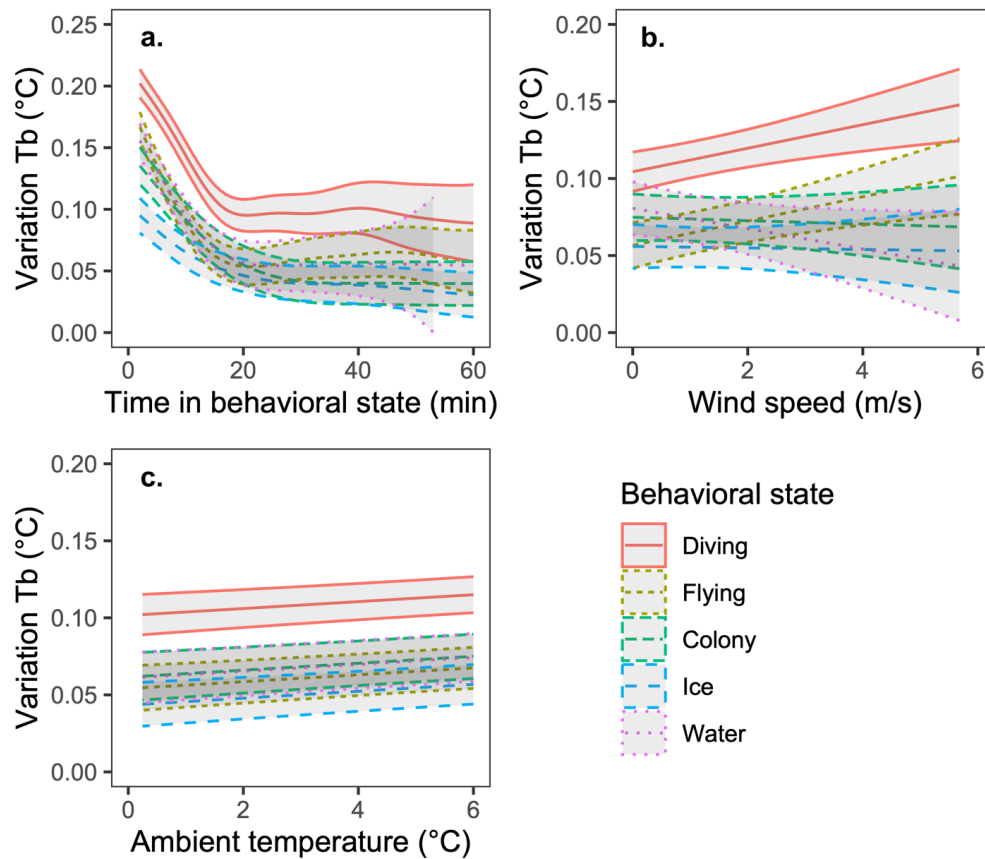 a.
Variation Tb (°C)
0.25
0.20
0.15
0.10
0.05
0.00
0 20 40 60
Time in behavioral state (min)
b.
Variation Tb (°C)
0.20
0.15
0.10
0.05
0.00
0 2 4 6
Wind speed (m/s)
c.
Variation Tb (°C)
0.20
0.15
0.10
0.05
0.00
0 2 4 6
Ambient temperature (°C)
Behavioral state
Diving
Flying
Colony
Ice
Water